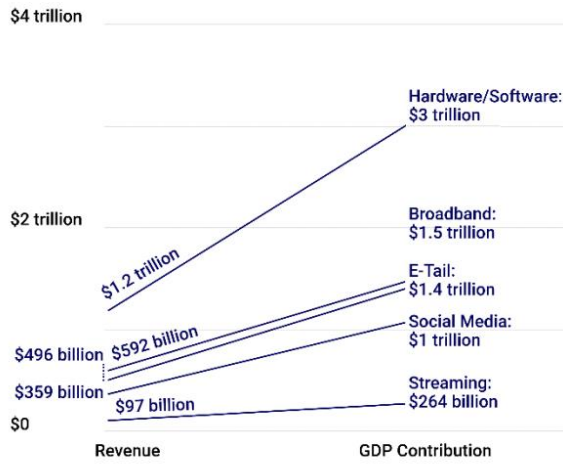 $4 trillion
Hardware/Software:
$3 trillion
$2 trillion
Broadband:
$1.5 trillion
E-Tail:
$1.4 trillion
$1.2 trillion
Social Media:
$1 trillion
$592 billion
$496 billion
$359 billion
Streaming:
$264 billion
$97 billion
$0
Revenue
GDP Contribution